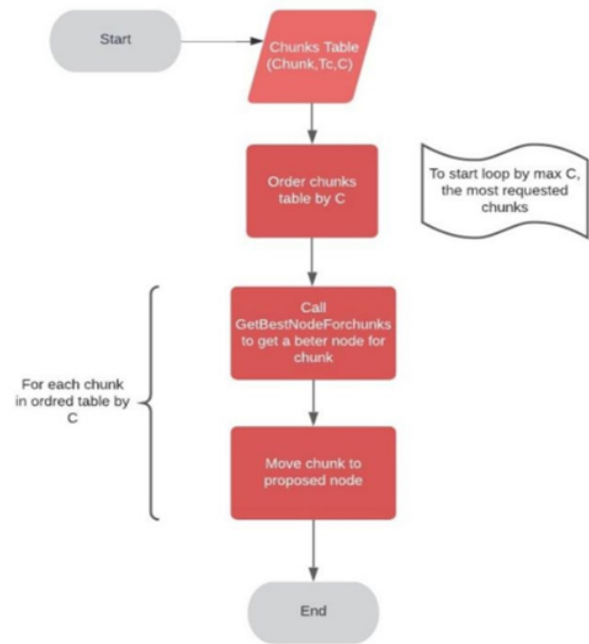 Start
Chunks Table
(Chunk,Tc,C)
Order chunks
table by C
To start loop by max C,
the most requested
chunks
Call
GetBestNodeForchunks
to get a beter node for
chunk
For each chunk
in ordred table by
C
Move chunk to
proposed node
End